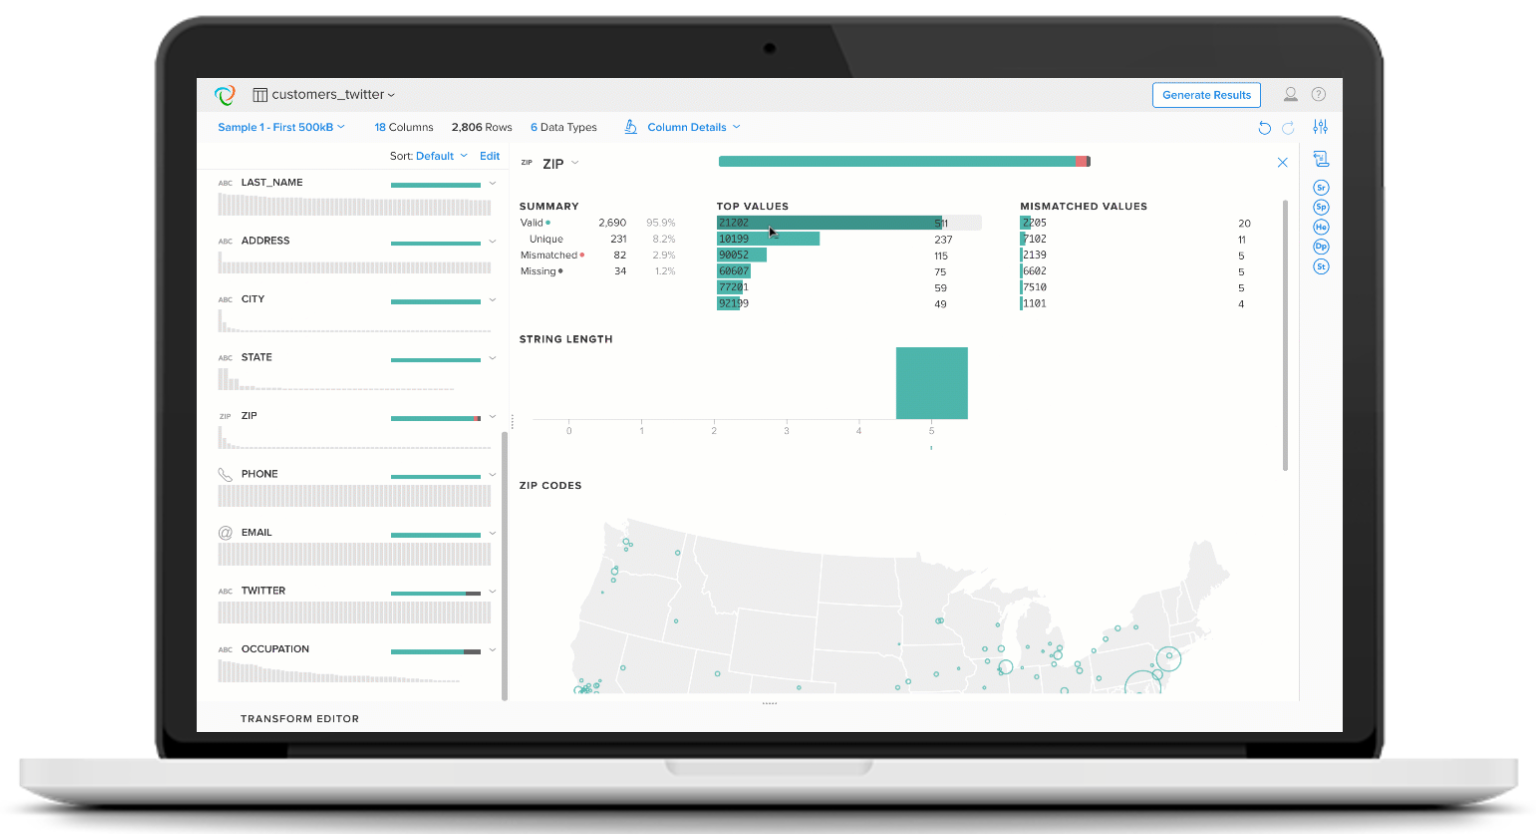 customers_twitter
Generate Results
Sample 1 - First 500kB
18 Columns
2,806 Rows
6 Data Types
Column Details
Sort: Default
Edit
ABC LAST_NAME
ABC ADDRESS
ABC CITY
ABC STATE
ZIP ZIP
PHONE
@ EMAIL
ABC TWITTER
ABC OCCUPATION
ZIP ZIP
SUMMARY
Valid 2,690 95.9%
Unique 231 8.2%
Mismatched 82 2.9%
Missing 34 1.2%
TOP VALUES
21202 511
10199 237
90052 115
60607 75
77201 59
92199 49
MISMATCHED VALUES
2205 20
7102 11
2139 5
6602 5
7510 5
1101 4
STRING LENGTH
0 1 2 3 4 5
ZIP CODES
Sr
Sp
He
Dp
St
TRANSFORM EDITOR